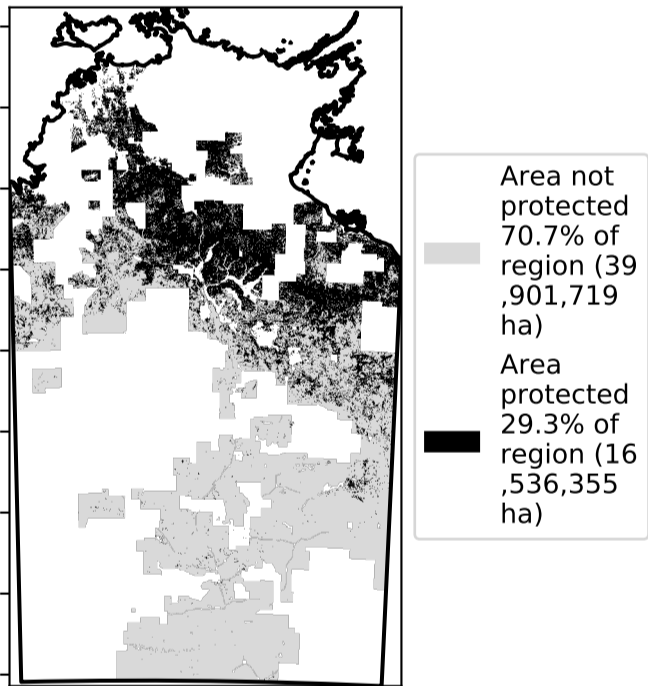 Area not
protected
70.7% of
region (39
,901,719
ha)
Area
protected
29.3% of
region (16
,536,355
ha)